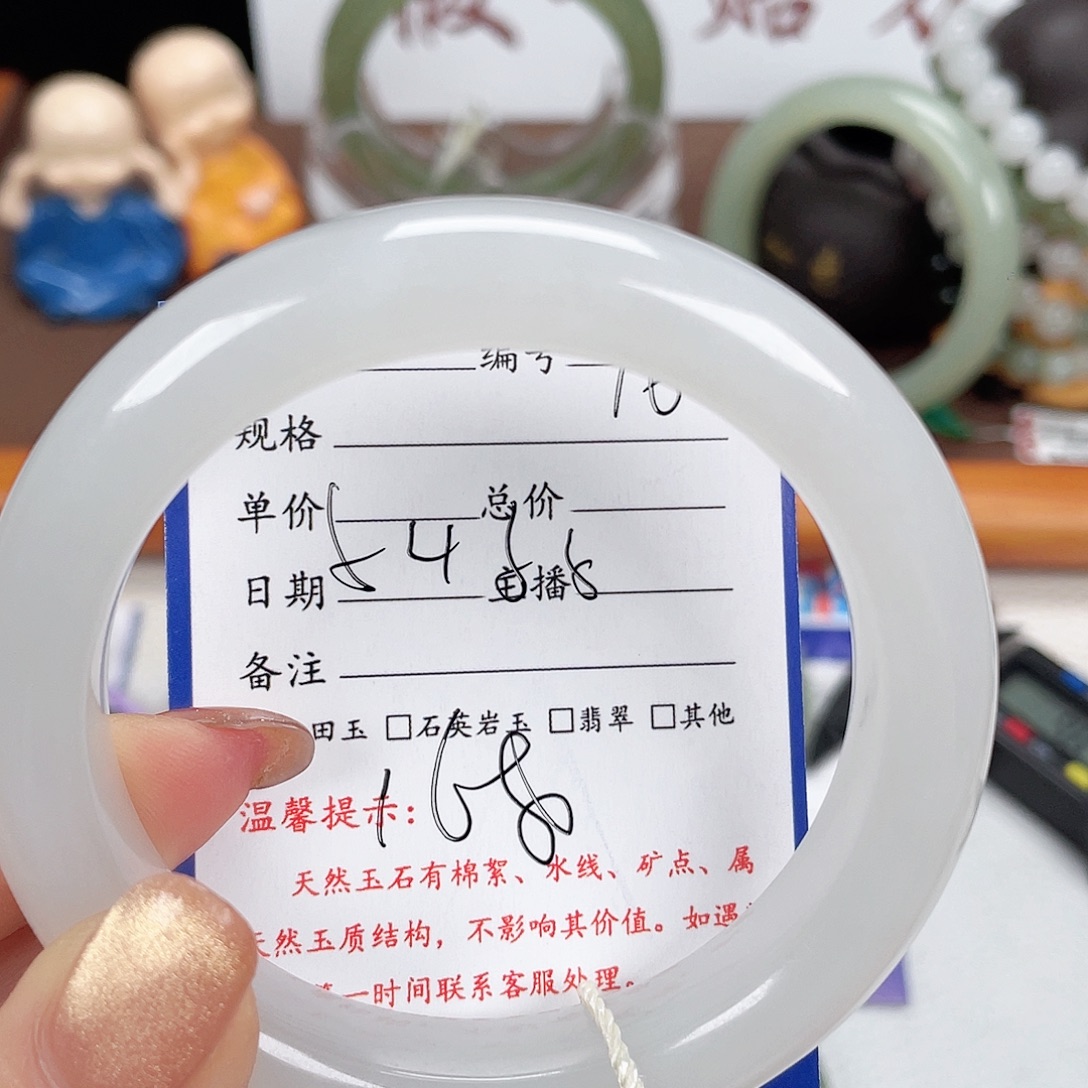 编号 16
规格
单价 总价
日期 主播
备注
田玉 □石英岩玉 □翡翠 □其他
168
温馨提示：
天然玉石有棉絮、水线、矿点、属
天然玉质结构，不影响其价值。如遇
第一时间联系客服处理。